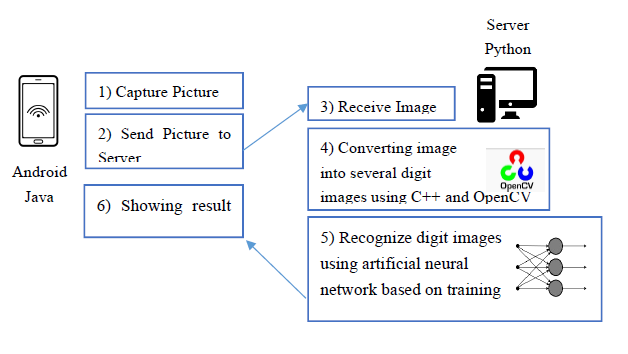 Server
Python
Android
Java
1) Capture Picture
2) Send Picture to
Server
3) Receive Image
4) Converting image
into several digit
images using C++ and OpenCV
OpenCV
5) Recognize digit images
using artificial neural
network based on training
6) Showing result